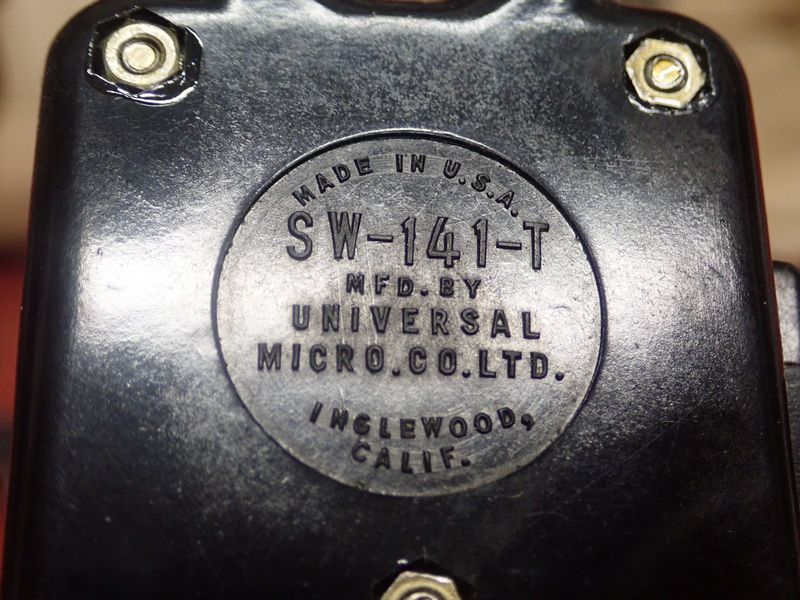 MADE IN U.S.A.
SW-141-T
MFD. BY
UNIVERSAL
MICRO. CO. LTD.
INGLEWOOD,
CALIF.